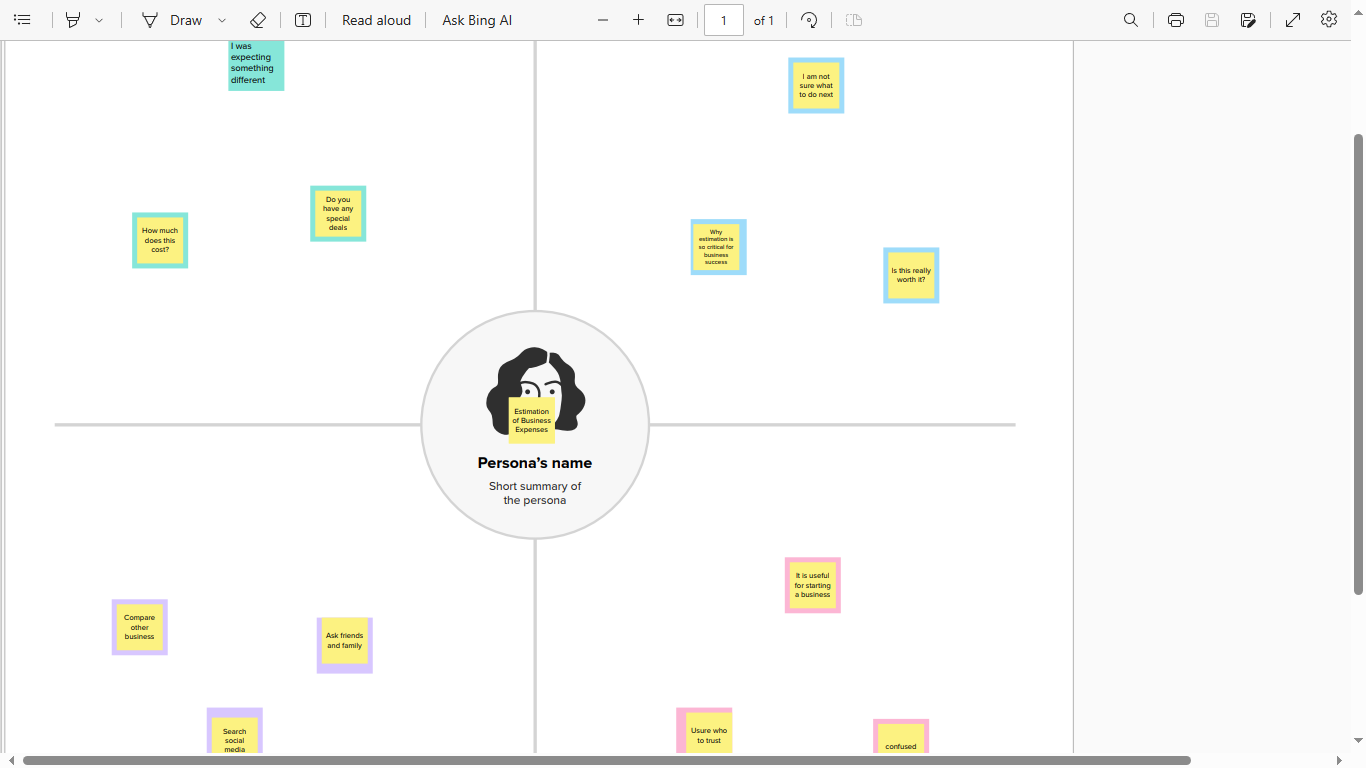 Draw
Read aloud
Ask Bing AI
1
of 1
I was
expecting
something
different
I am not
sure what
to do next
Do you
have any
special
deals
How much
does this
cost?
Why
estimation is
so critical for
business
success
Is this really
worth it?
Estimation
of Business
Expenses
Persona's name
Short summary of
the persona
It is useful
for starting
a business
Compare
other
business
Ask friends
and family
Search
social
media
Usure who
to trust
confused